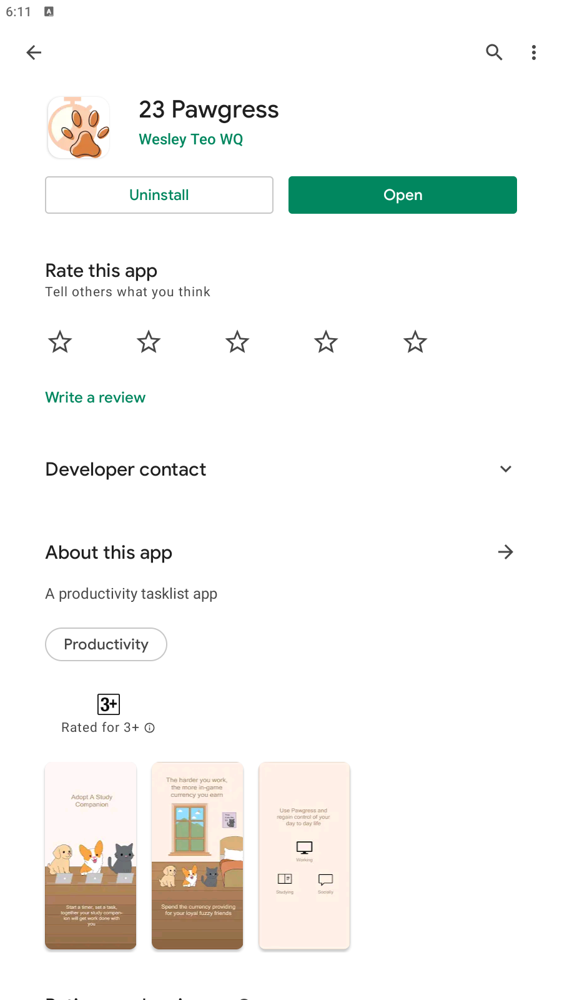 6:11
23 Pawgress
Wesley Teo WQ
Uninstall
Open
Rate this app
Tell others what you think
Write a review
Developer contact
About this app
A productivity tasklist app
Productivity
3+
Rated for 3+
Adopt A Study
Companion
Start a timer, set a task,
together your study compan-
ion will get work done with
you
The harder you work,
the more in-game
currency you earn
Spend the currency providing
for your loyal fuzzy friends
Use Pawgress and
regain control of your
day to day life
Working
Studying
Socially